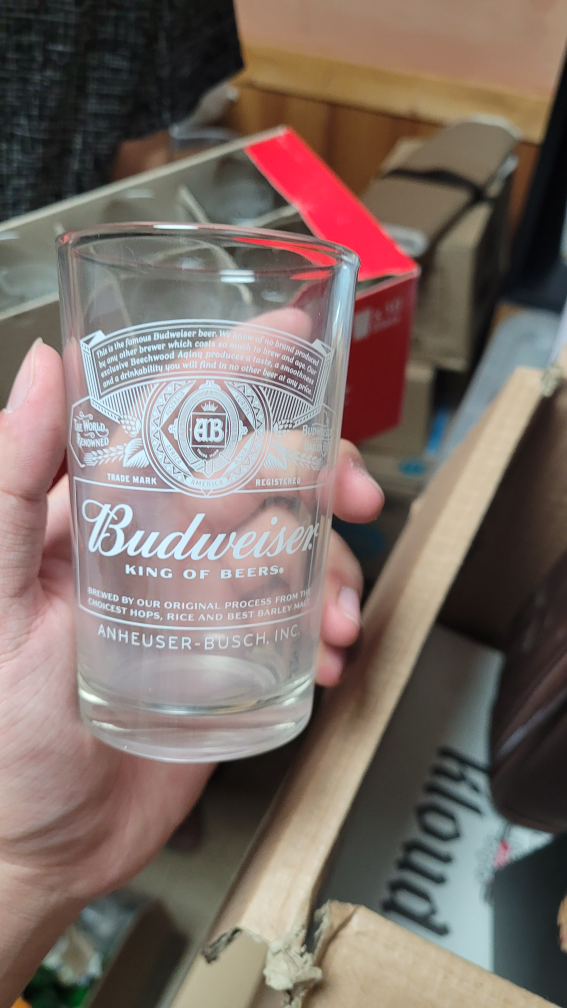 This is the famous Budweiser beer. We know of no brand produced
by any other brewer which costs so much to brew and age. Our
exclusive Beechwood Aging produces a taste, a smoothness
and a drinkability you will find in no other beer at any price.
THE WORLD
RENOWNED
AB
AMERICA
TRADE MARK
REGISTERED
Budweiser
KING OF BEERS®
BREWED BY OUR ORIGINAL PROCESS FROM THE
CHOICEST HOPS, RICE AND BEST BARLEY MALT
ANHEUSER-BUSCH, INC.
Kloud